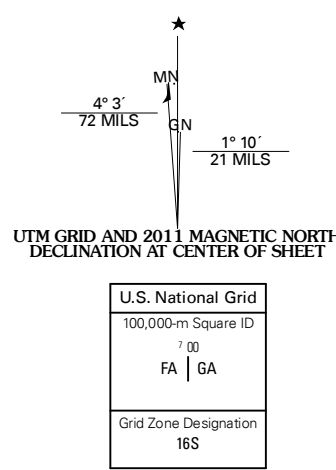 ★
MN
4° 3´
72 MILS
GN
1° 10´
21 MILS
UTM GRID AND 2011 MAGNETIC NORTH
DECLINATION AT CENTER OF SHEET
U.S. National Grid
100,000-m Square ID
7 00
FA | GA
Grid Zone Designation
16S